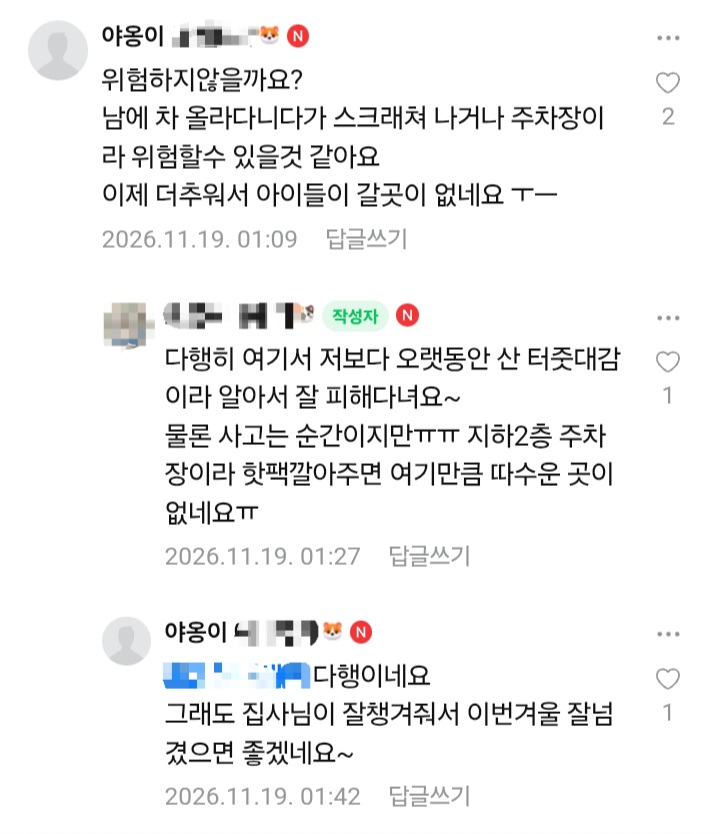 야옹이
N
위험하지않을까요?
남에 차 올라다니다가 스크래쳐 나거나 주차장이
라 위험할수 있을것 같아요
이제 더추워서 아이들이 갈곳이 없네요 ㅜㅡ
2
2026.11.19. 01:09 답글쓰기
작성자 N
다행히 여기서 저보다 오랫동안 산 터줏대감
이라 알아서 잘 피해다녀요~
1
물론 사고는 순간이지만ㅠㅠ 지하2층 주차
장이라 핫팩깔아주면 여기만큼 따수운 곳이
없네요ㅠ
2026.11.19. 01:27 답글쓰기
야옹이
N
다행이네요
그래도 집사님이 잘챙겨줘서 이번겨울 잘넘
1
겼으면 좋겠네요~
2026.11.19. 01:42 답글쓰기